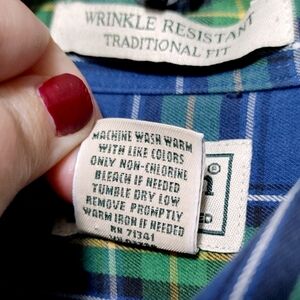 WRINKLE RESISTANT
TRADITIONAL FIT
MACHINE WASH WARM
WITH LIKE COLORS
ONLY NON-CHLORINE
BLEACH IF NEEDED
TUMBLE DRY LOW
REMOVE PROMPTLY
WARM IRON IF NEEDED
RN 71341